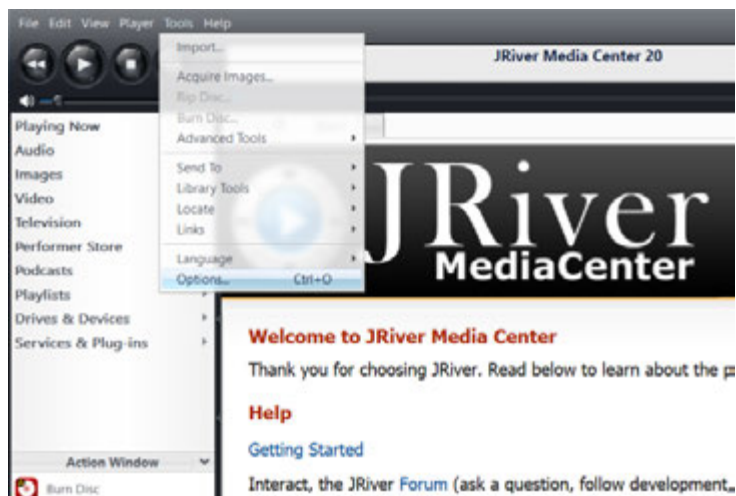 File Edit View Player Tools Help
JRiver Media Center 20
Import...
Acquire Images...
Rip Disc...
Burn Disc...
Advanced Tools
Send To
Library Tools
Locate
Links
Language
Options... Ctrl+O
Playing Now
Audio
Images
Video
Television
Performer Store
Podcasts
Playlists
Drives & Devices
Services & Plug-ins
Action Window
Burn Disc
JRiver
MediaCenter
Welcome to JRiver Media Center
Thank you for choosing JRiver. Read below to learn about the
Help
Getting Started
Interact, the JRiver Forum (ask a question, follow development,